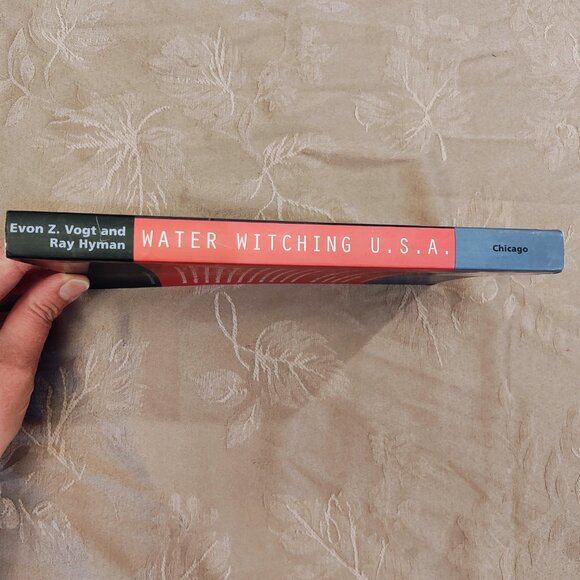 Evon Z. Vogt and
Ray Hyman
WATER WITCHING U.S.A.
Chicago